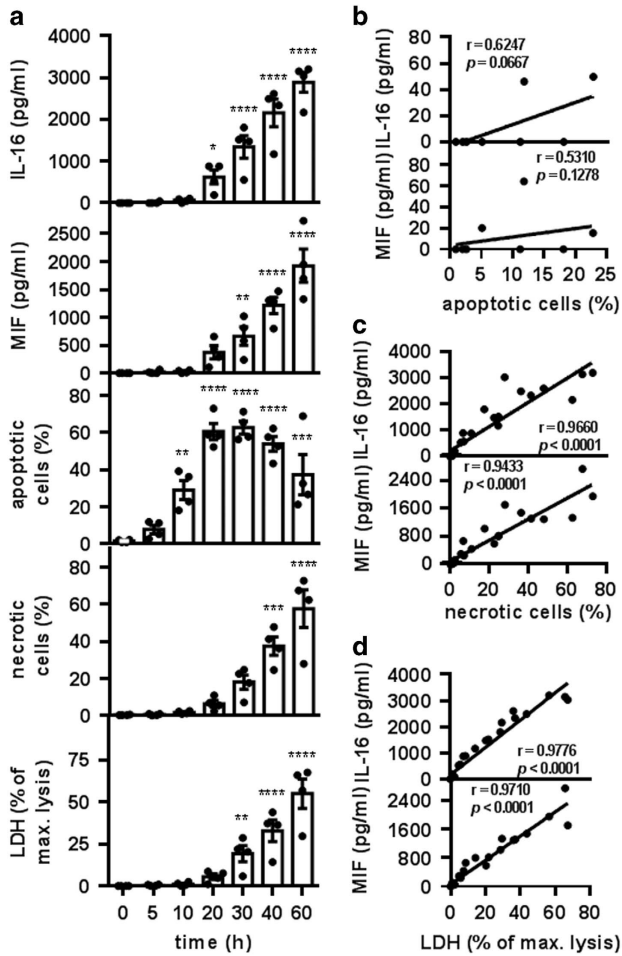 a
IL-16 (pg/ml)
4000
3000
2000
1000
0
*
****
****
****
MIF (pg/ml)
2500
2000
1500
1000
500
0
**
****
****
apoptotic
cells (%)
80
60
40
20
0
**
****
****
****
***
necrotic
cells (%)
80
60
40
20
0
***
****
LDH (% of
max. lysis)
75
50
25
0
**
****
****
0 5 10 20 30 40 60
time (h)
b
MIF (pg/ml) IL-16 (pg/ml)
80
60
40
20
0
r = 0.6247
p = 0.0667
80
60
40
20
0
r = 0.5310
p = 0.1278
0 5 10 15 20 25
apoptotic cells (%)
c
MIF (pg/ml) IL-16 (pg/ml)
4000
3000
2000
1000
0
r = 0.9660
p < 0.0001
2400
1600
800
0
r = 0.9433
p < 0.0001
0 20 40 60 80
necrotic cells (%)
d
MIF (pg/ml) IL-16 (pg/ml)
4000
3000
2000
1000
0
r = 0.9776
p < 0.0001
2400
1600
800
0
r = 0.9710
p < 0.0001
0 20 40 60 80
LDH (% of max. lysis)